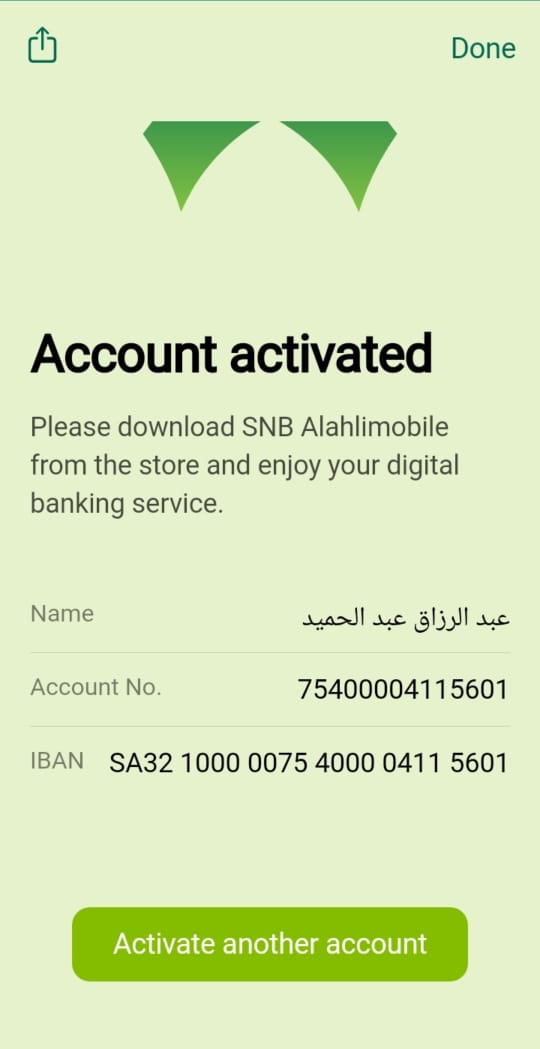 Done
Account activated
Please download SNB Alahlimobile
from the store and enjoy your digital
banking service.
Name عبد الرزاق عبد الحميد
Account No. 75400004115601
IBAN SA32 1000 0075 4000 0411 5601
Activate another account